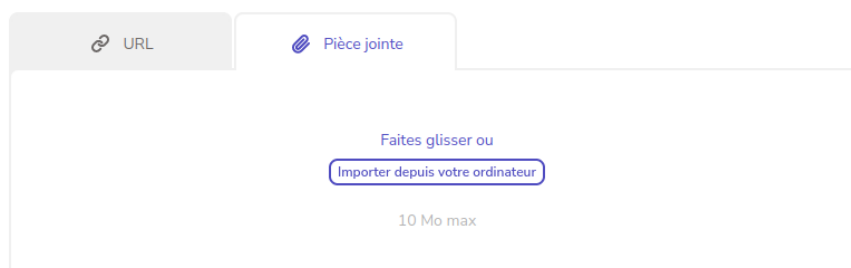 URL
Pièce jointe
Faites glisser ou
Importer depuis votre ordinateur
10 Mo max